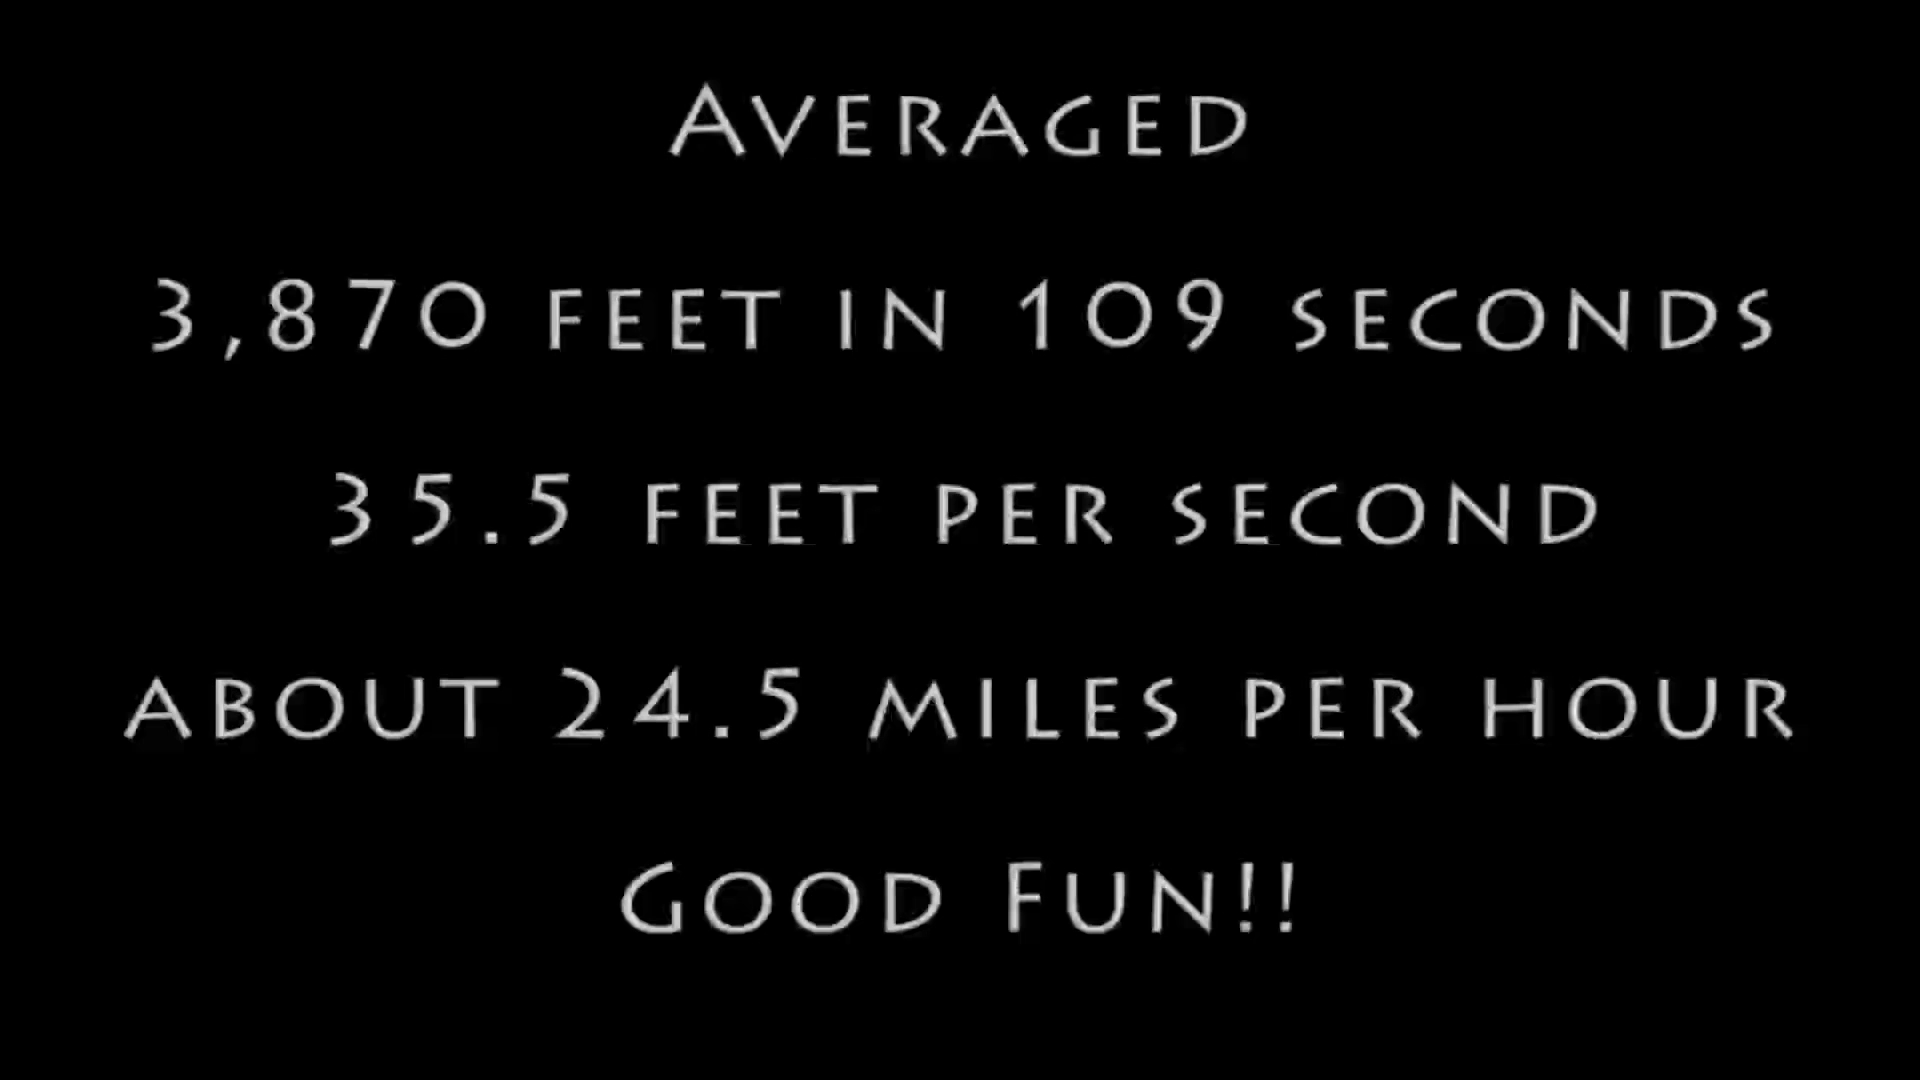 Averaged
3,870 feet in 109 seconds
35.5 feet per second
about 24.5 miles per hour
Good Fun!!